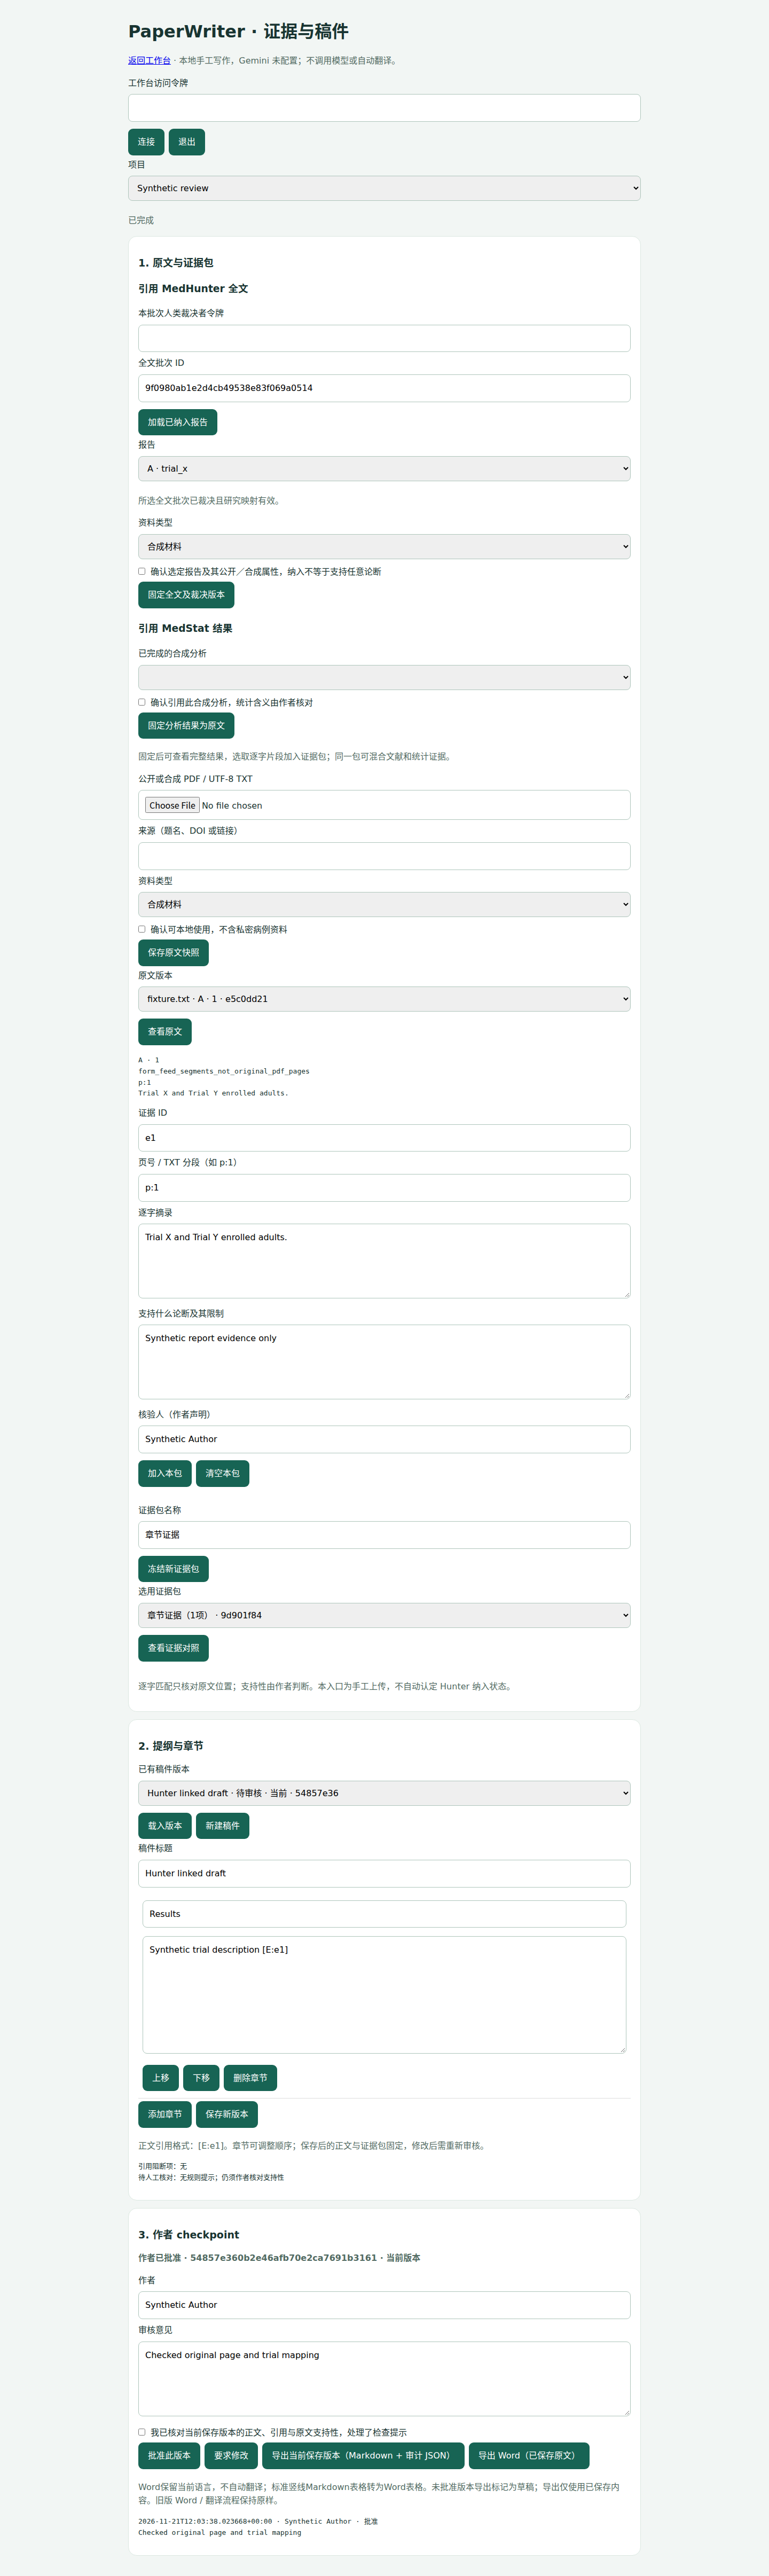 PaperWriter · 证据与稿件
返回工作台 · 本地手工写作，Gemini 未配置；不调用模型或自动翻译。
工作台访问令牌
连接 退出
项目
Synthetic review
已完成
1. 原文与证据包
引用 MedHunter 全文
本批次人类裁决者令牌
全文批次 ID
9f0980ab1e2d4cb49538e83f069a0514
加载已纳入报告
报告
A · trial_x
所选全文批次已裁决且研究映射有效。
资料类型
合成材料
确认选定报告及其公开／合成属性，纳入不等于支持任意论断
固定全文及裁决版本
引用 MedStat 结果
已完成的合成分析
确认引用此合成分析，统计含义由作者核对
固定分析结果为原文
固定后可查看完整结果，选取逐字片段加入证据包；同一包可混合文献和统计证据。
公开或合成 PDF / UTF-8 TXT
Choose File No file chosen
来源（题名、DOI 或链接）
资料类型
合成材料
确认可本地使用，不含私密病例资料
保存原文快照
原文版本
fixture.txt · A · 1 · e5c0dd21
查看原文
A · 1
form_feed_segments_not_original_pdf_pages
p:1
Trial X and Trial Y enrolled adults.
证据 ID
e1
页号 / TXT 分段（如 p:1）
p:1
逐字摘录
Trial X and Trial Y enrolled adults.
支持什么论断及其限制
Synthetic report evidence only
核验人（作者声明）
Synthetic Author
加入本包 清空本包
证据包名称
章节证据
冻结新证据包
选用证据包
章节证据（1项） · 9d901f84
查看证据对照
逐字匹配只核对原文位置；支持性由作者判断。本入口为手工上传，不自动认定 Hunter 纳入状态。
2. 提纲与章节
已有稿件版本
Hunter linked draft · 待审核 · 当前 · 54857e36
载入版本 新建稿件
稿件标题
Hunter linked draft
Results
Synthetic trial description [E:e1]
上移 下移 删除章节
添加章节 保存新版本
正文引用格式：[E:e1]。章节可调整顺序；保存后的正文与证据包固定，修改后需重新审核。
引用阻断项：无
待人工核对：无规则提示；仍须作者核对支持性
3. 作者 checkpoint
作者已批准 · 54857e360b2e46afb70e2ca7691b3161 · 当前版本
作者
Synthetic Author
审核意见
Checked original page and trial mapping
我已核对当前保存版本的正文、引用与原文支持性，处理了检查提示
批准此版本 要求修改 导出当前保存版本（Markdown + 审计 JSON） 导出 Word（已保存原文）
Word保留当前语言，不自动翻译；标准竖线Markdown表格转为Word表格。未批准版本导出标记为草稿；导出仅使用已保存内
容。旧版 Word / 翻译流程保持原样。
2026-11-21T12:03:38.023668+00:00 · Synthetic Author · 批准
Checked original page and trial mapping